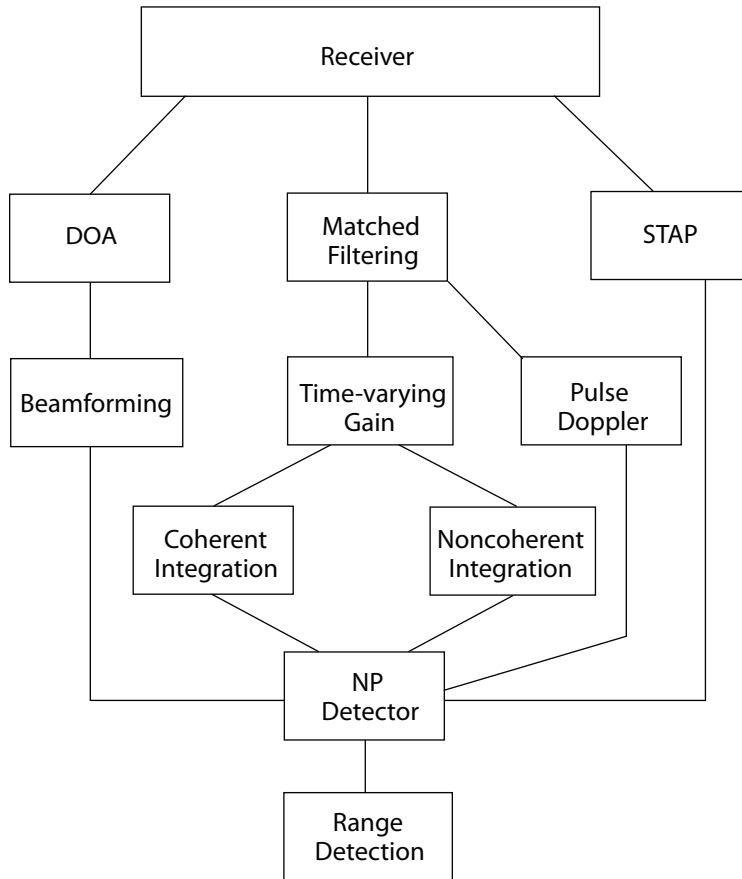 Receiver
DOA
Matched
Filtering
STAP
Beamforming
Time-varying
Gain
Pulse
Doppler
Coherent
Integration
Noncoherent
Integration
NP
Detector
Range
Detection